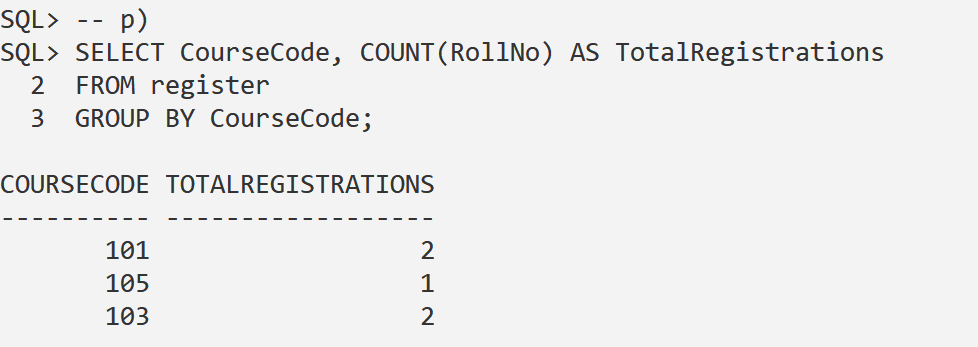 SQL> -- p)
SQL> SELECT CourseCode, COUNT(RollNo) AS TotalRegistrations
  2  FROM register
  3  GROUP BY CourseCode;

COURSECODE TOTALREGISTRATIONS
---------- ------------------
       101                  2
       105                  1
       103                  2